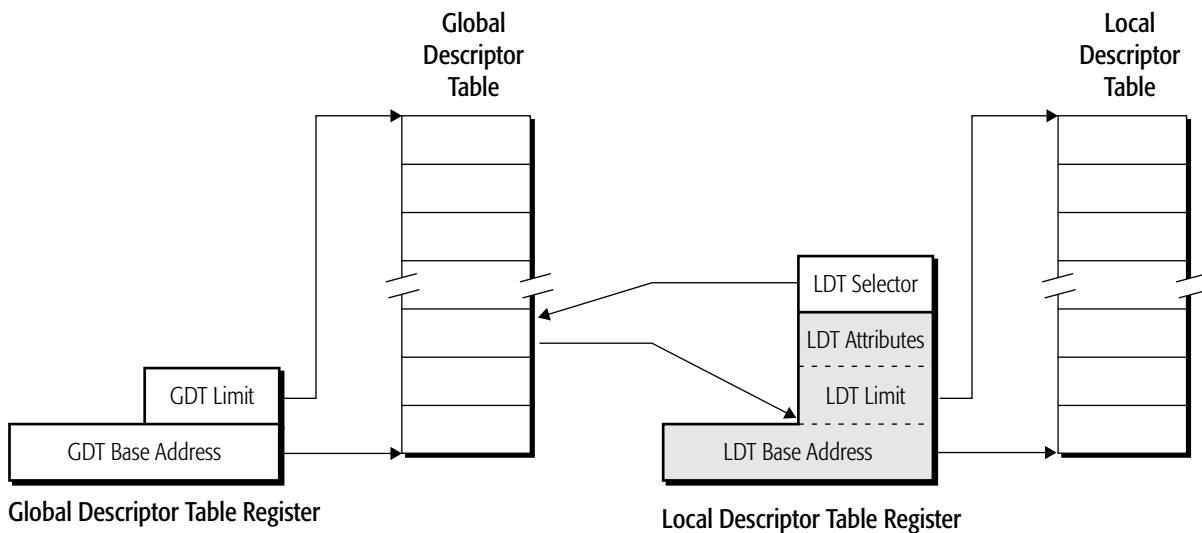 Global
Descriptor
Table
Local
Descriptor
Table
LDT Selector
LDT Attributes
GDT Limit
LDT Limit
GDT Base Address
LDT Base Address
Global Descriptor Table Register
Local Descriptor Table Register